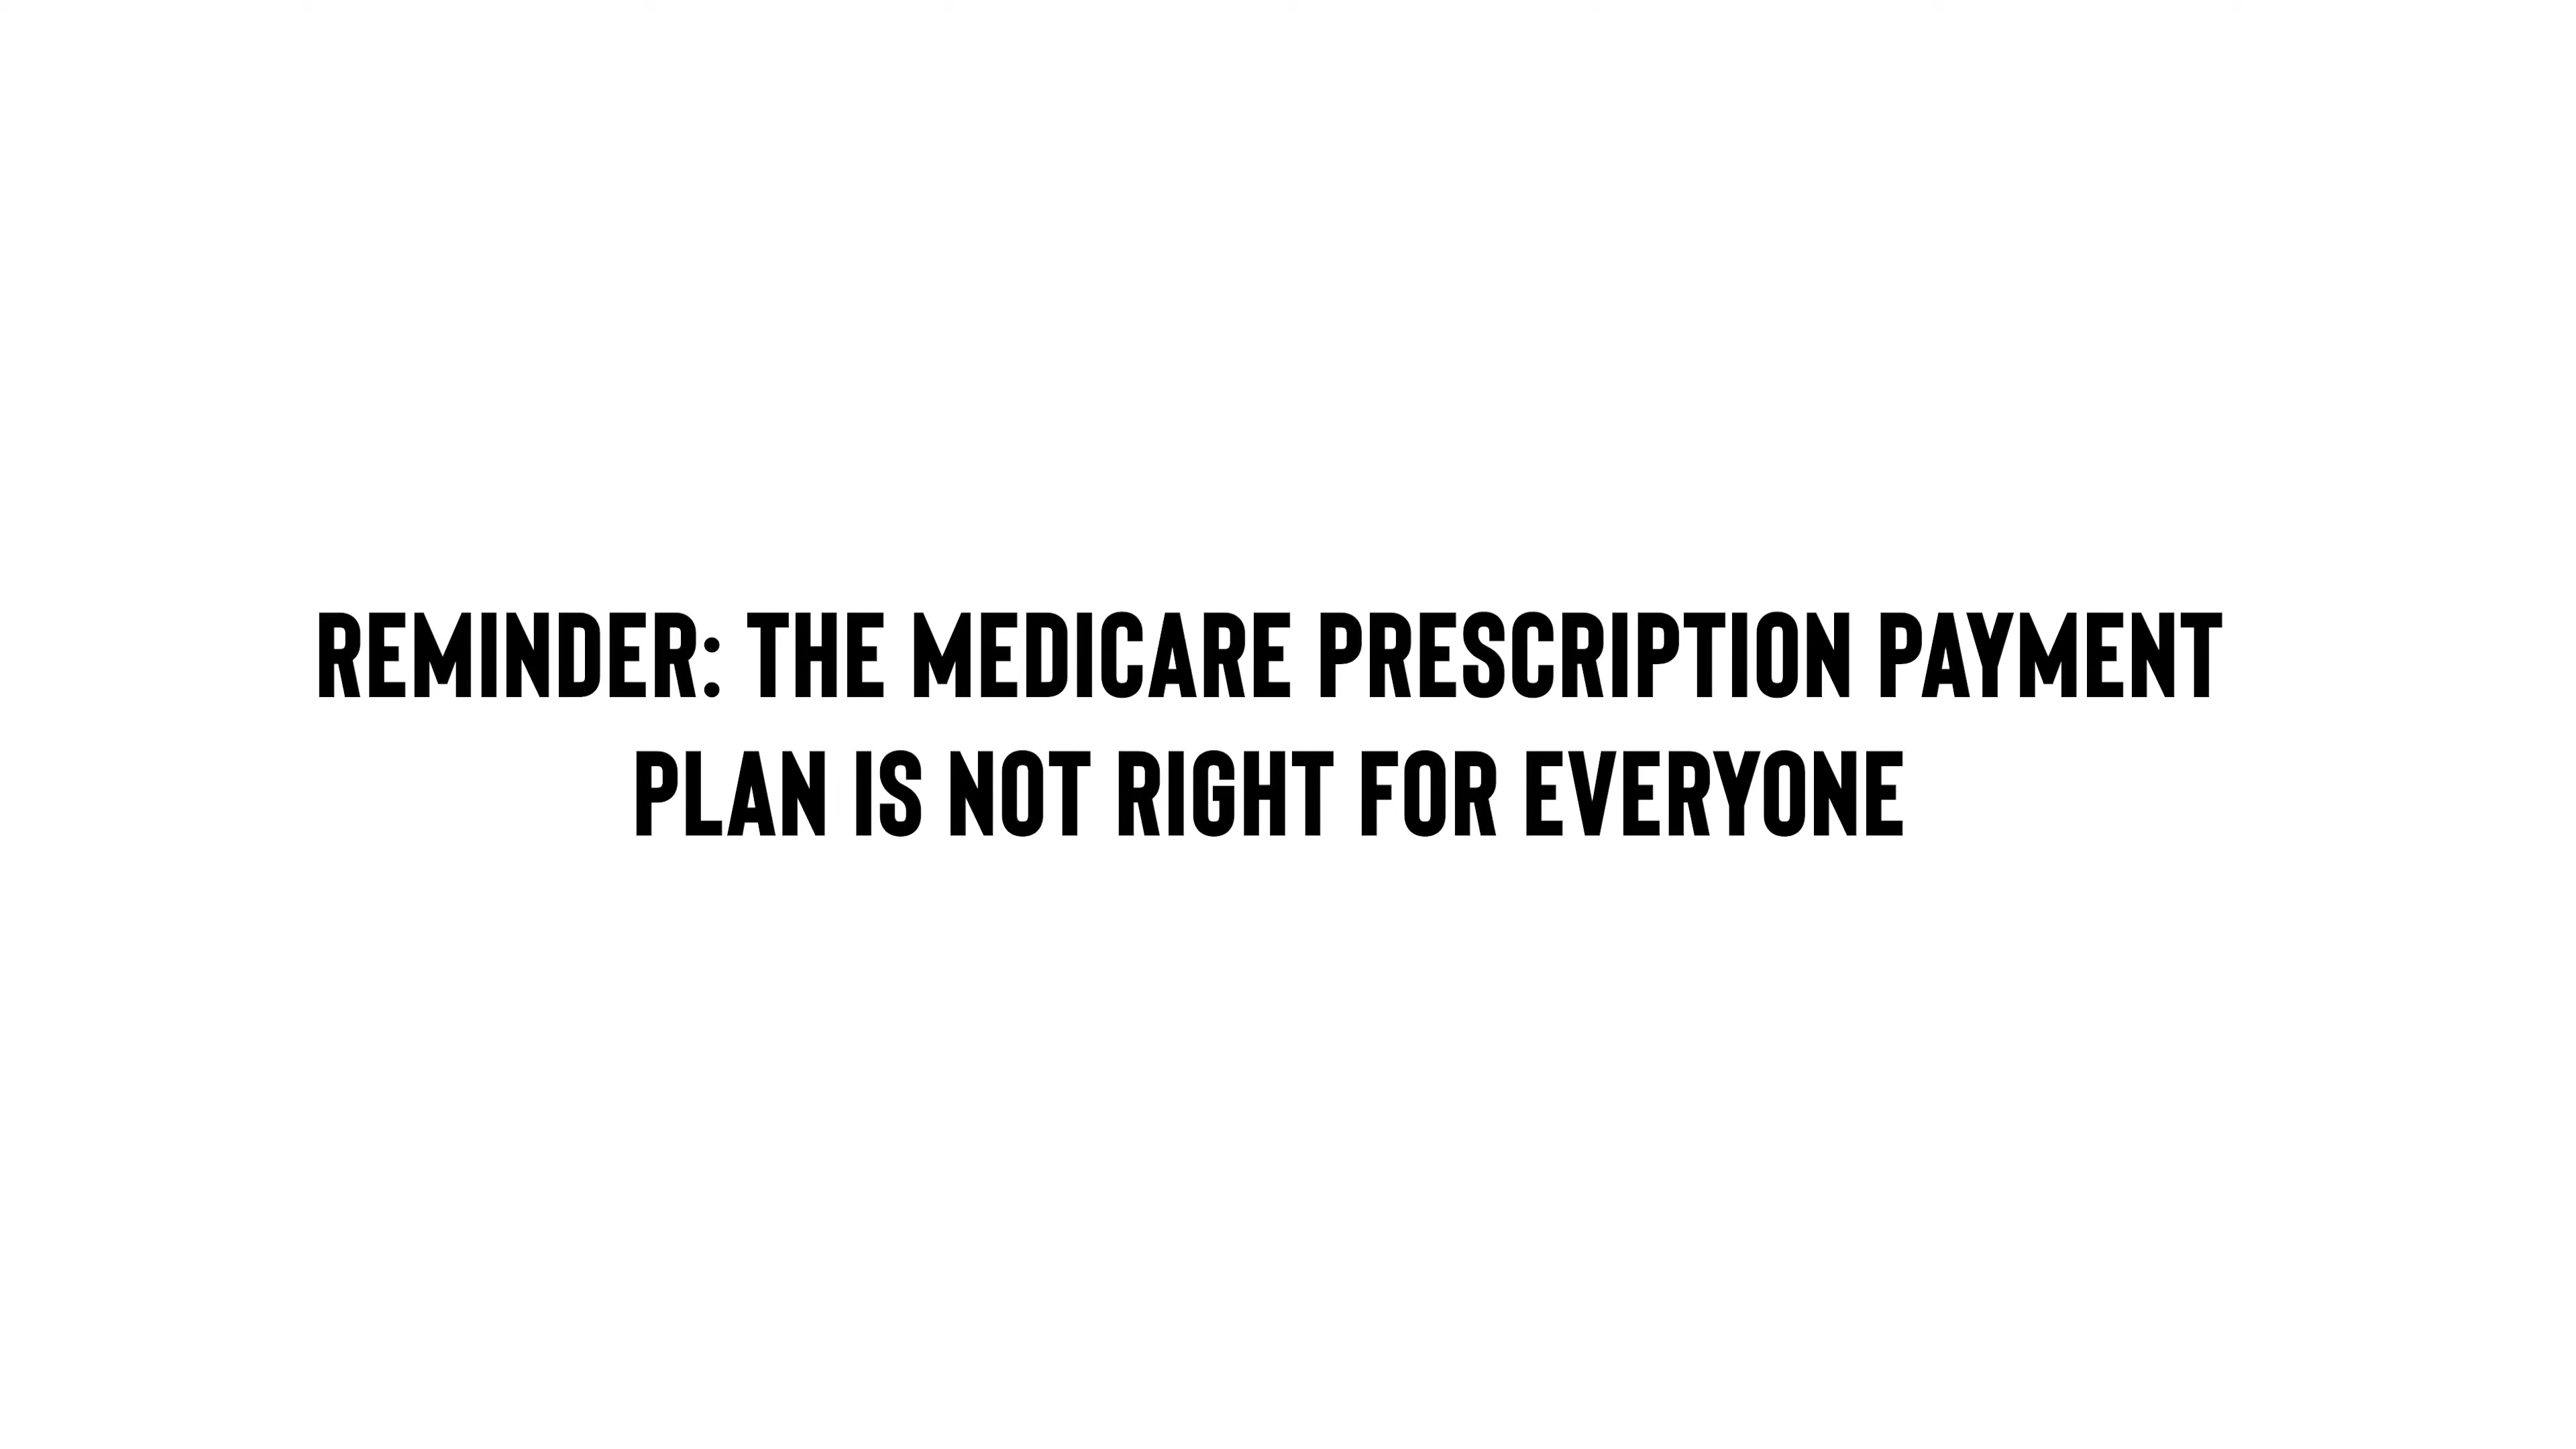 REMINDER: THE MEDICARE PRESCRIPTION PAYMENT
PLAN IS NOT RIGHT FOR EVERYONE